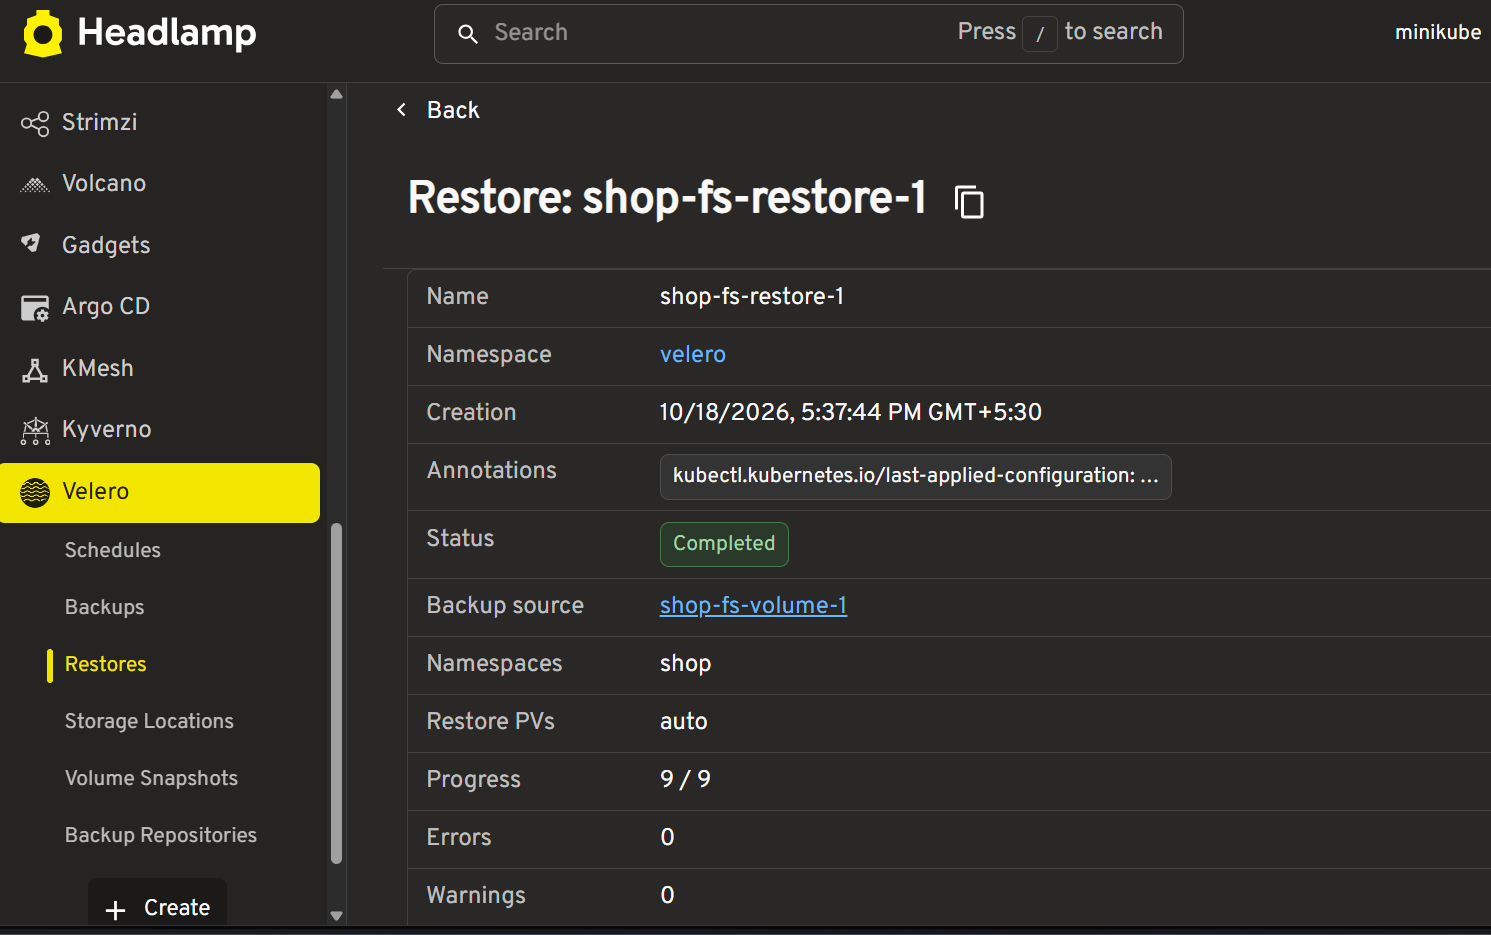 Headlamp
Search Press / to search
minikube
Strimzi
Volcano
Gadgets
Argo CD
KMesh
Kyverno
Velero
Schedules
Backups
Restores
Storage Locations
Volume Snapshots
Backup Repositories
+ Create
Back
Restore: shop-fs-restore-1
Name shop-fs-restore-1
Namespace velero
Creation 10/18/2026, 5:37:44 PM GMT+5:30
Annotations kubectl.kubernetes.io/last-applied-configuration: ...
Status Completed
Backup source shop-fs-volume-1
Namespaces shop
Restore PVs auto
Progress 9 / 9
Errors 0
Warnings 0